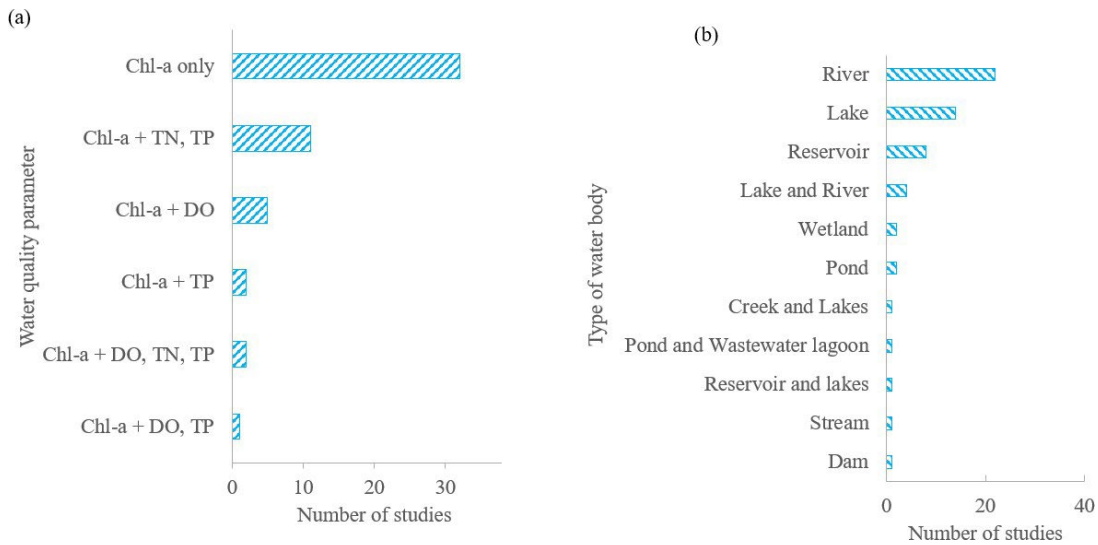 (a)
Water quality parameter
Chl-a only
Chl-a + TN, TP
Chl-a + DO
Chl-a + TP
Chl-a + DO, TN, TP
Chl-a + DO, TP
0 10 20 30
Number of studies
(b)
Type of water body
River
Lake
Reservoir
Lake and River
Wetland
Pond
Creek and Lakes
Pond and Wastewater lagoon
Reservoir and lakes
Stream
Dam
0 20 40
Number of studies